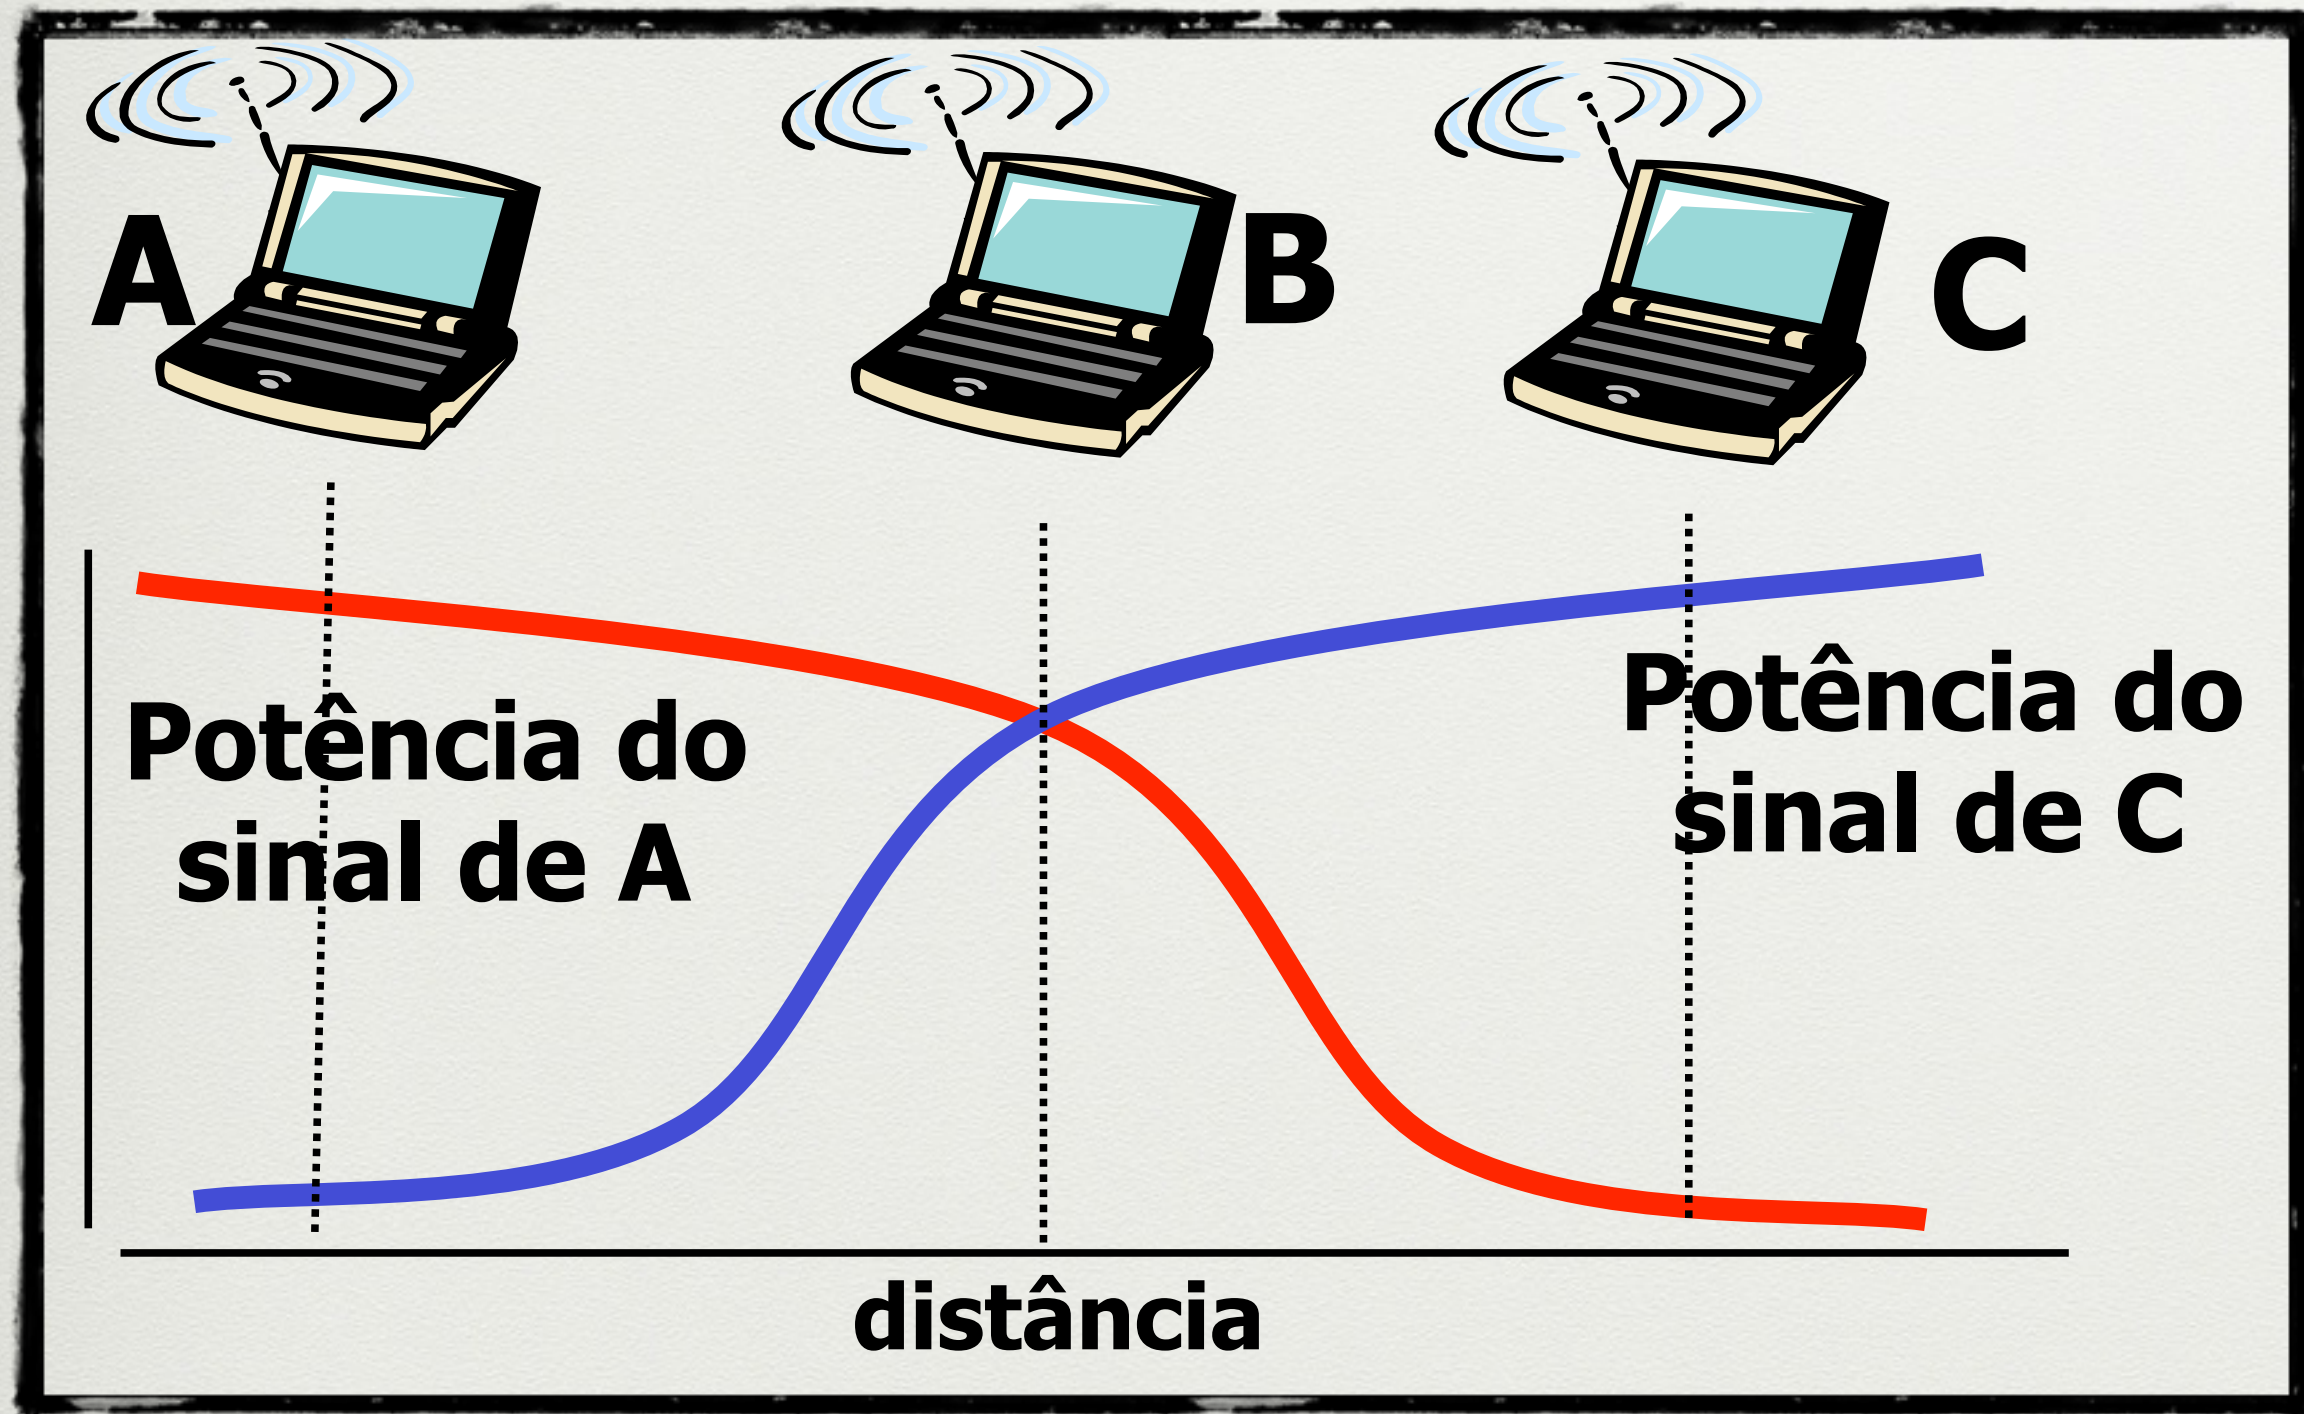 A
B
C
Potência do
sinal de A
Potência do
sinal de C
distância